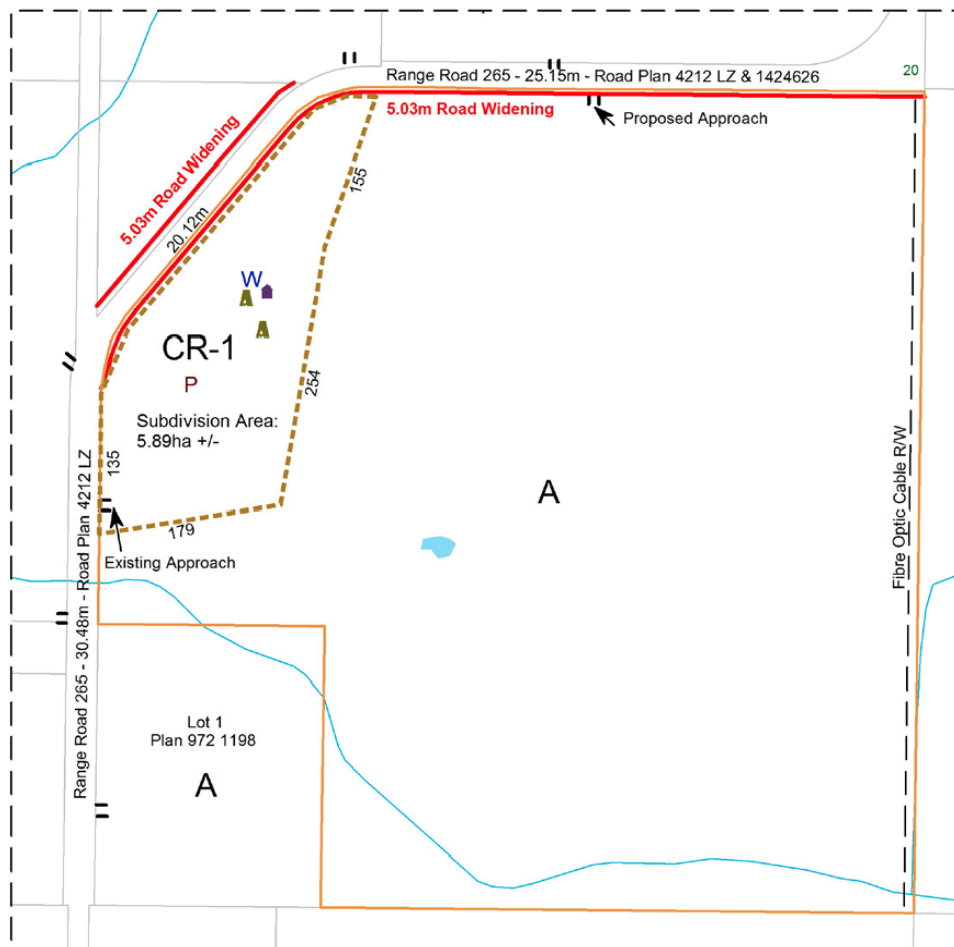 Range Road 265 - 25.15m - Road Plan 4212 LZ & 1424626
20
5.03m Road Widening
Proposed Approach
5.03m Road Widening
20.12m
155
W
CR-1
P
254
Subdivision Area:
5.89ha +/-
135
179
A
Existing Approach
Range Road 265 - 30.48m - Road Plan 4212 LZ
Fibre Optic Cable R/W
Lot 1
Plan 972 1198
A